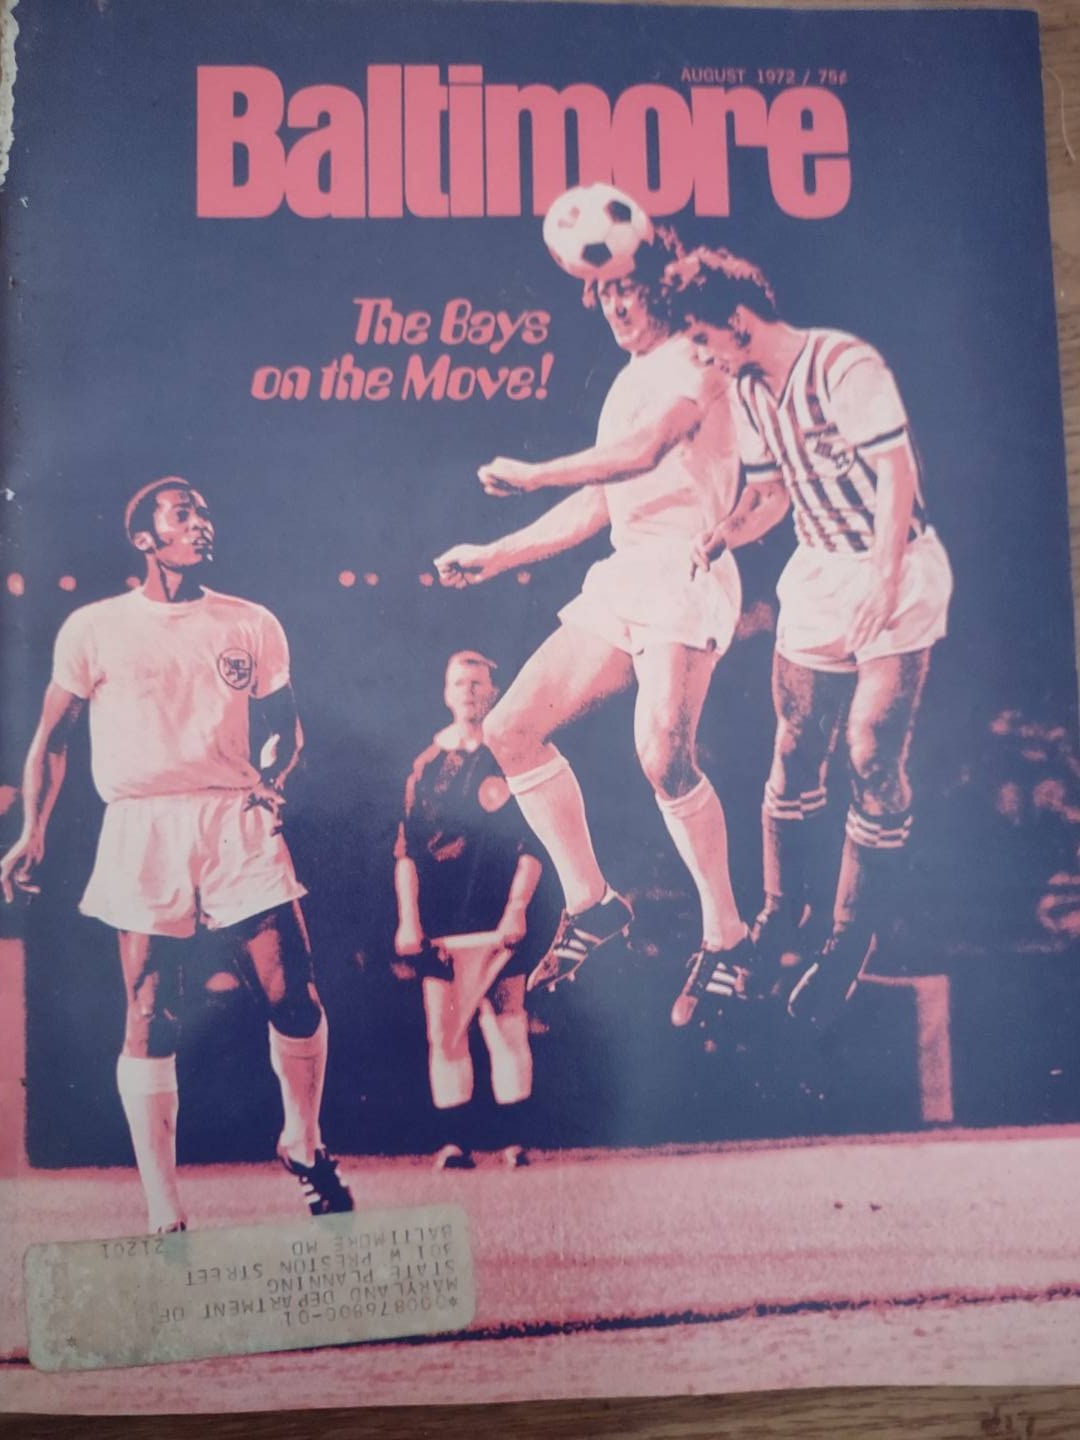 AUGUST 1972 / 75¢
Baltimore
The Bays
on the Move!
*000876800-01
MARYLAND DEPARTMENT OF
STATE PLANNING
301 W PRESTON STREET
BALTIMORE MD 21201
*